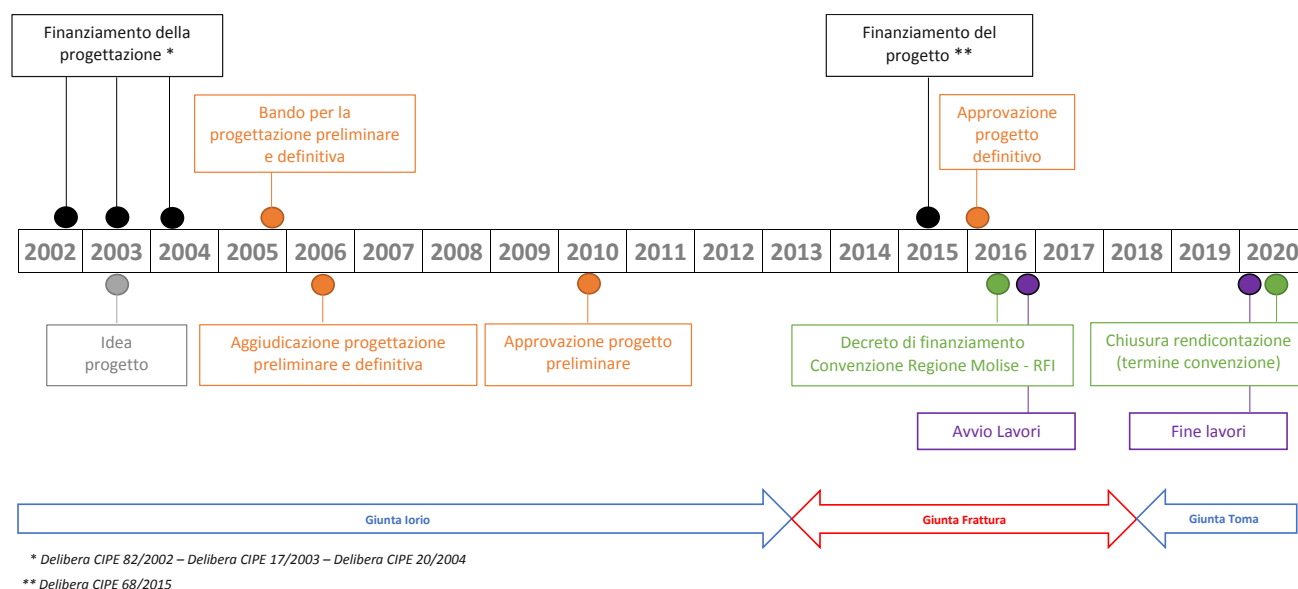 Finanziamento della
progettazione *
Finanziamento del
progetto **
Bando per la
progettazione preliminare
e definitiva
Approvazione
progetto
definitivo
2002 2003 2004 2005 2006 2007 2008 2009 2010 2011 2012 2013 2014 2015 2016 2017 2018 2019 2020
Idea
progetto
Aggiudicazione progettazione
preliminare e definitiva
Approvazione progetto
preliminare
Decreto di finanziamento
Convenzione Regione Molise - RFI
Chiusura rendicontazione
(termine convenzione)
Avvio Lavori
Fine lavori
Giunta Iorio
Giunta Frattura
Giunta Toma
* Delibera CIPE 82/2002 – Delibera CIPE 17/2003 – Delibera CIPE 20/2004
** Delibera CIPE 68/2015